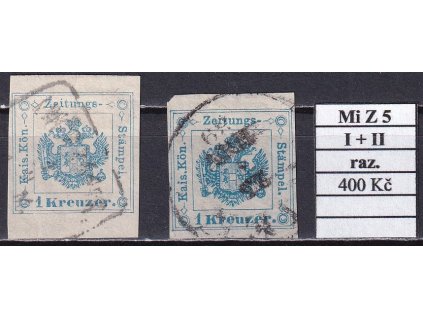 Zeitungs-
Kais. Kön.
Stämpel
1 Kreuzer.
Zeitungs-
Kais. Kön.
Stämpel
1 Kreuzer.
Mi Z 5
I + II
raz.
400 Kč